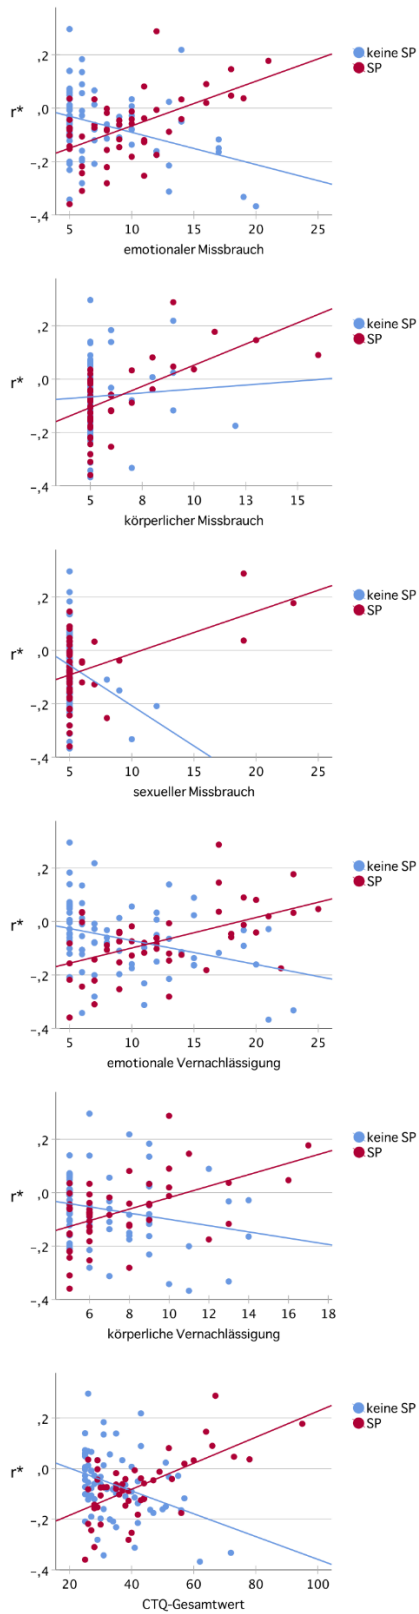 ,2
keine SP
SP
,0
r*
-,2
-,4
5 10 15 20 25
emotionaler Missbrauch
,2
keine SP
SP
,0
r*
-,2
-,4
5 8 10 13 15
körperlicher Missbrauch
,2
keine SP
SP
,0
r*
-,2
-,4
5 10 15 20 25
sexueller Missbrauch
,2
keine SP
SP
,0
r*
-,2
-,4
5 10 15 20 25
emotionale Vernachlässigung
,2
keine SP
SP
,0
r*
-,2
-,4
6 8 10 12 14 16 18
körperliche Vernachlässigung
,2
keine SP
SP
,0
r*
-,2
-,4
20 40 60 80 100
CTQ-Gesamtwert